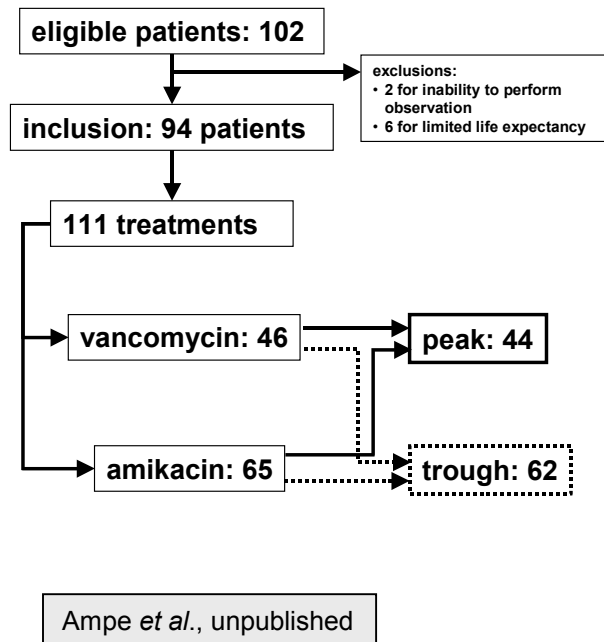 eligible patients: 102
exclusions:
• 2 for inability to perform
observation
• 6 for limited life expectancy
inclusion: 94 patients
111 treatments
vancomycin: 46
peak: 44
amikacin: 65
trough: 62
Ampe et al., unpublished